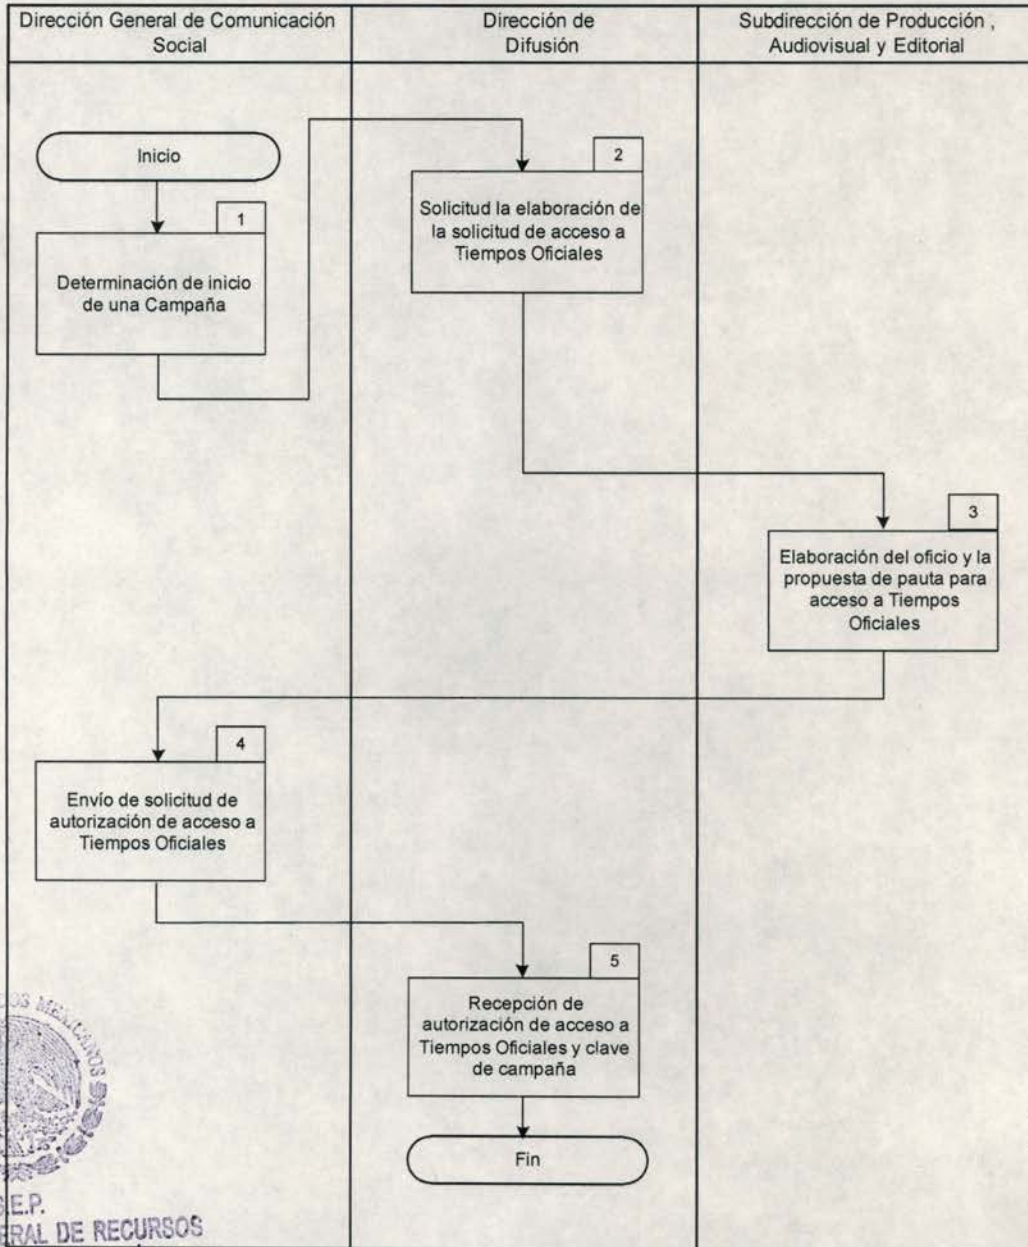 Dirección General de Comunicación
Social
Dirección de
Difusión
Subdirección de Producción ,
Audiovisual y Editorial
Inicio
1
Determinación de inicio
de una Campaña
2
Solicitud la elaboración de
la solicitud de acceso a
Tiempos Oficiales
3
Elaboración del oficio y la
propuesta de pauta para
acceso a Tiempos
Oficiales
4
Envío de solicitud de
autorización de acceso a
Tiempos Oficiales
5
Recepción de
autorización de acceso a
Tiempos Oficiales y clave
de campaña
Fin
MEXICANOS
S.E.P.
ERAL DE RECURSOS